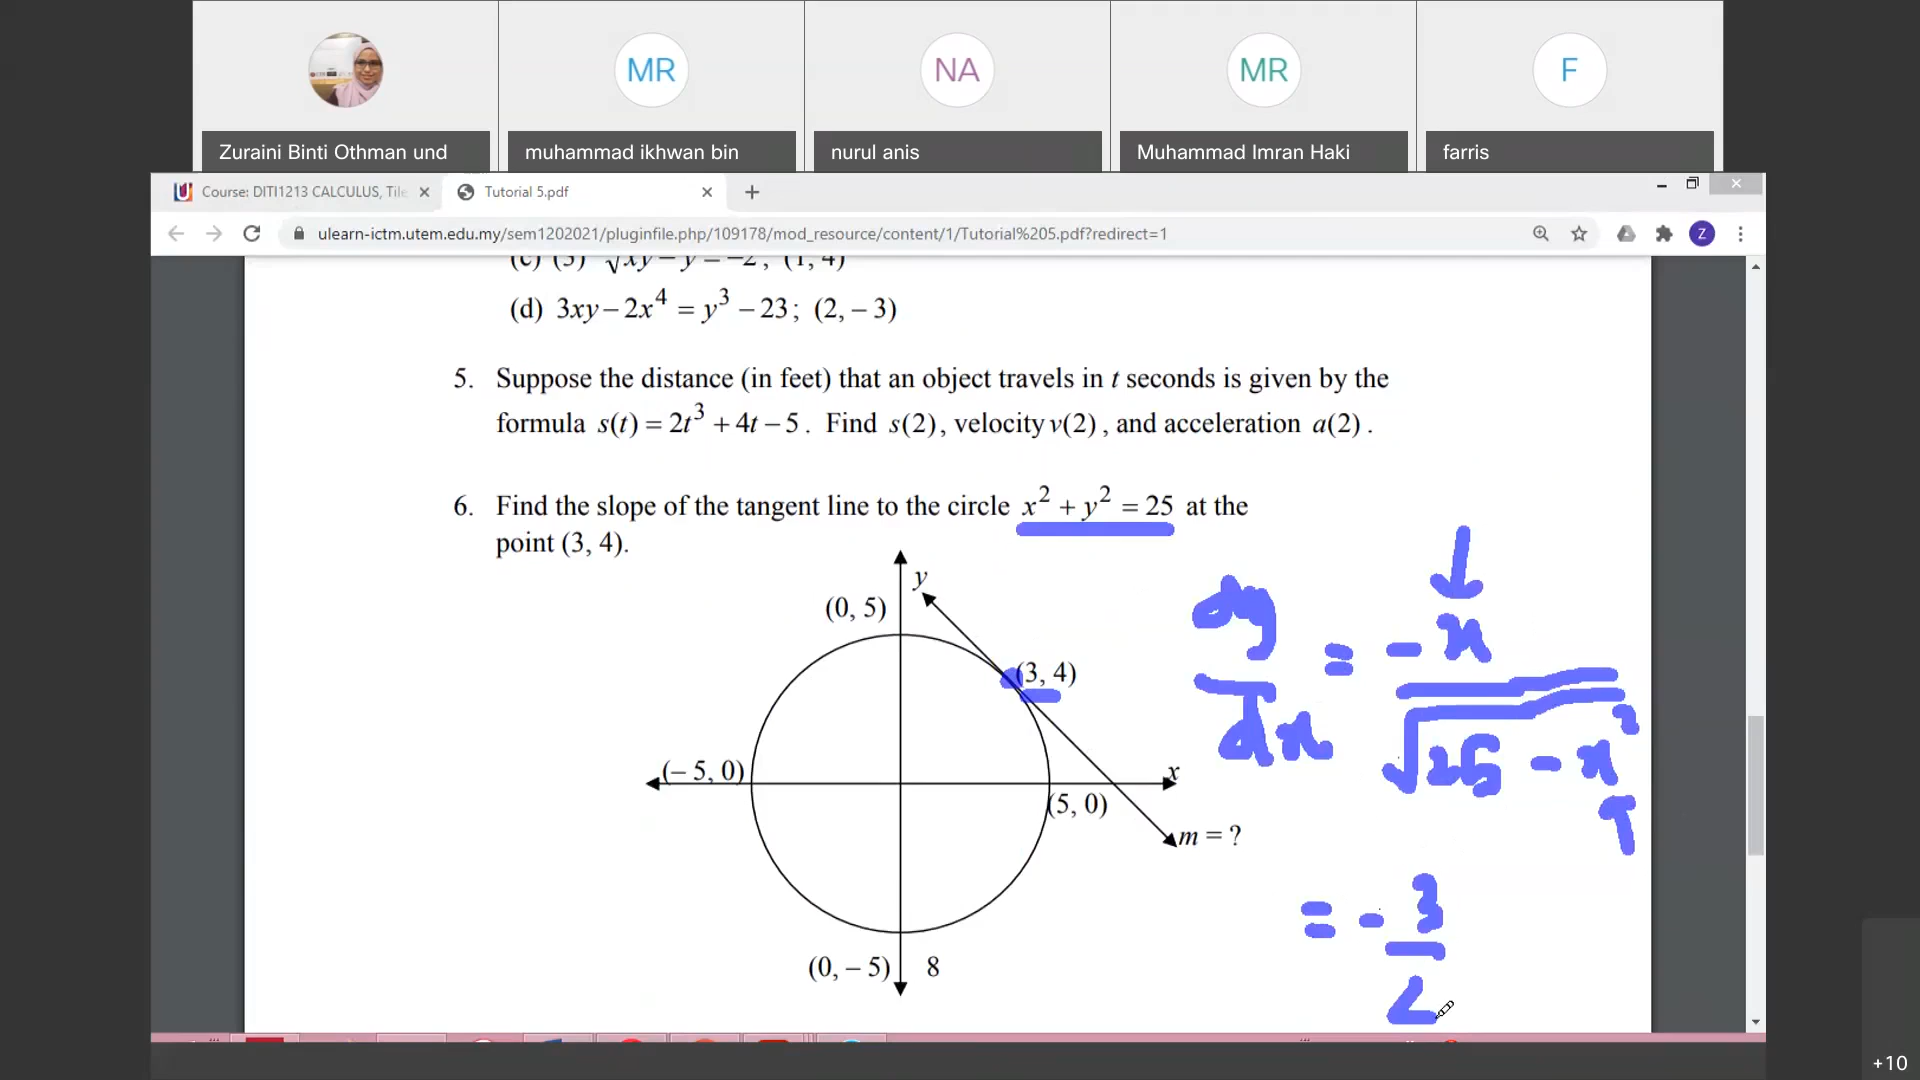 MR
NA
MR
F
Zuraini Binti Othman und
muhammad ikhwan bin
nurul anis
Muhammad Imran Haki
farris
Course: DITI1213 CALCULUS, Tile
Tutorial 5.pdf
ulearn-ictm.utem.edu.my/sem1202021/pluginfile.php/109178/mod_resource/content/1/Tutorial%205.pdf?redirect=1
Z
(c) (3) √xy − y = −2; (1, 4)
(d) 3xy − 2x⁴ = y³ − 23; (2, − 3)
5. Suppose the distance (in feet) that an object travels in t seconds is given by the
formula s(t) = 2t³ + 4t − 5. Find s(2), velocity v(2), and acceleration a(2).
6. Find the slope of the tangent line to the circle x² + y² = 25 at the
point (3, 4).
y
(0, 5)
(3, 4)
(− 5, 0)
x
(5, 0)
m = ?
(0, − 5)
8
dy/dx = -x/√25 - x²
= - 3
+10